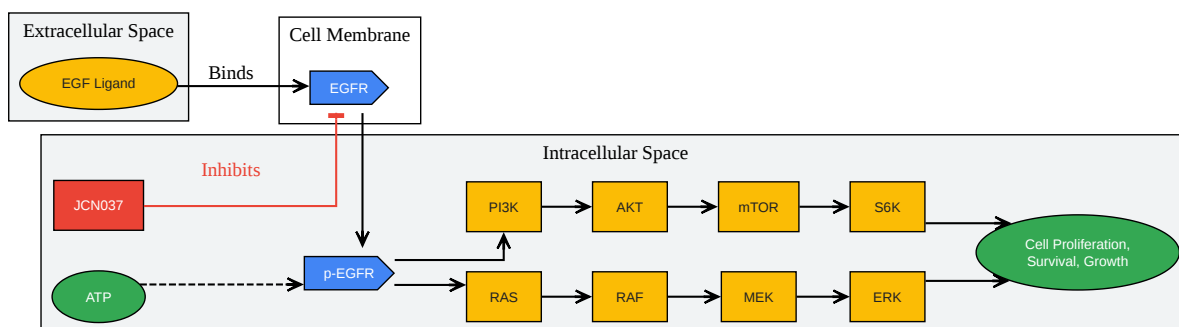 Extracellular Space
Cell Membrane
EGF Ligand
Binds
EGFR
Intracellular Space
Inhibits
JCN037
PI3K
AKT
mTOR
S6K
Cell Proliferation,
Survival, Growth
p-EGFR
ATP
RAS
RAF
MEK
ERK